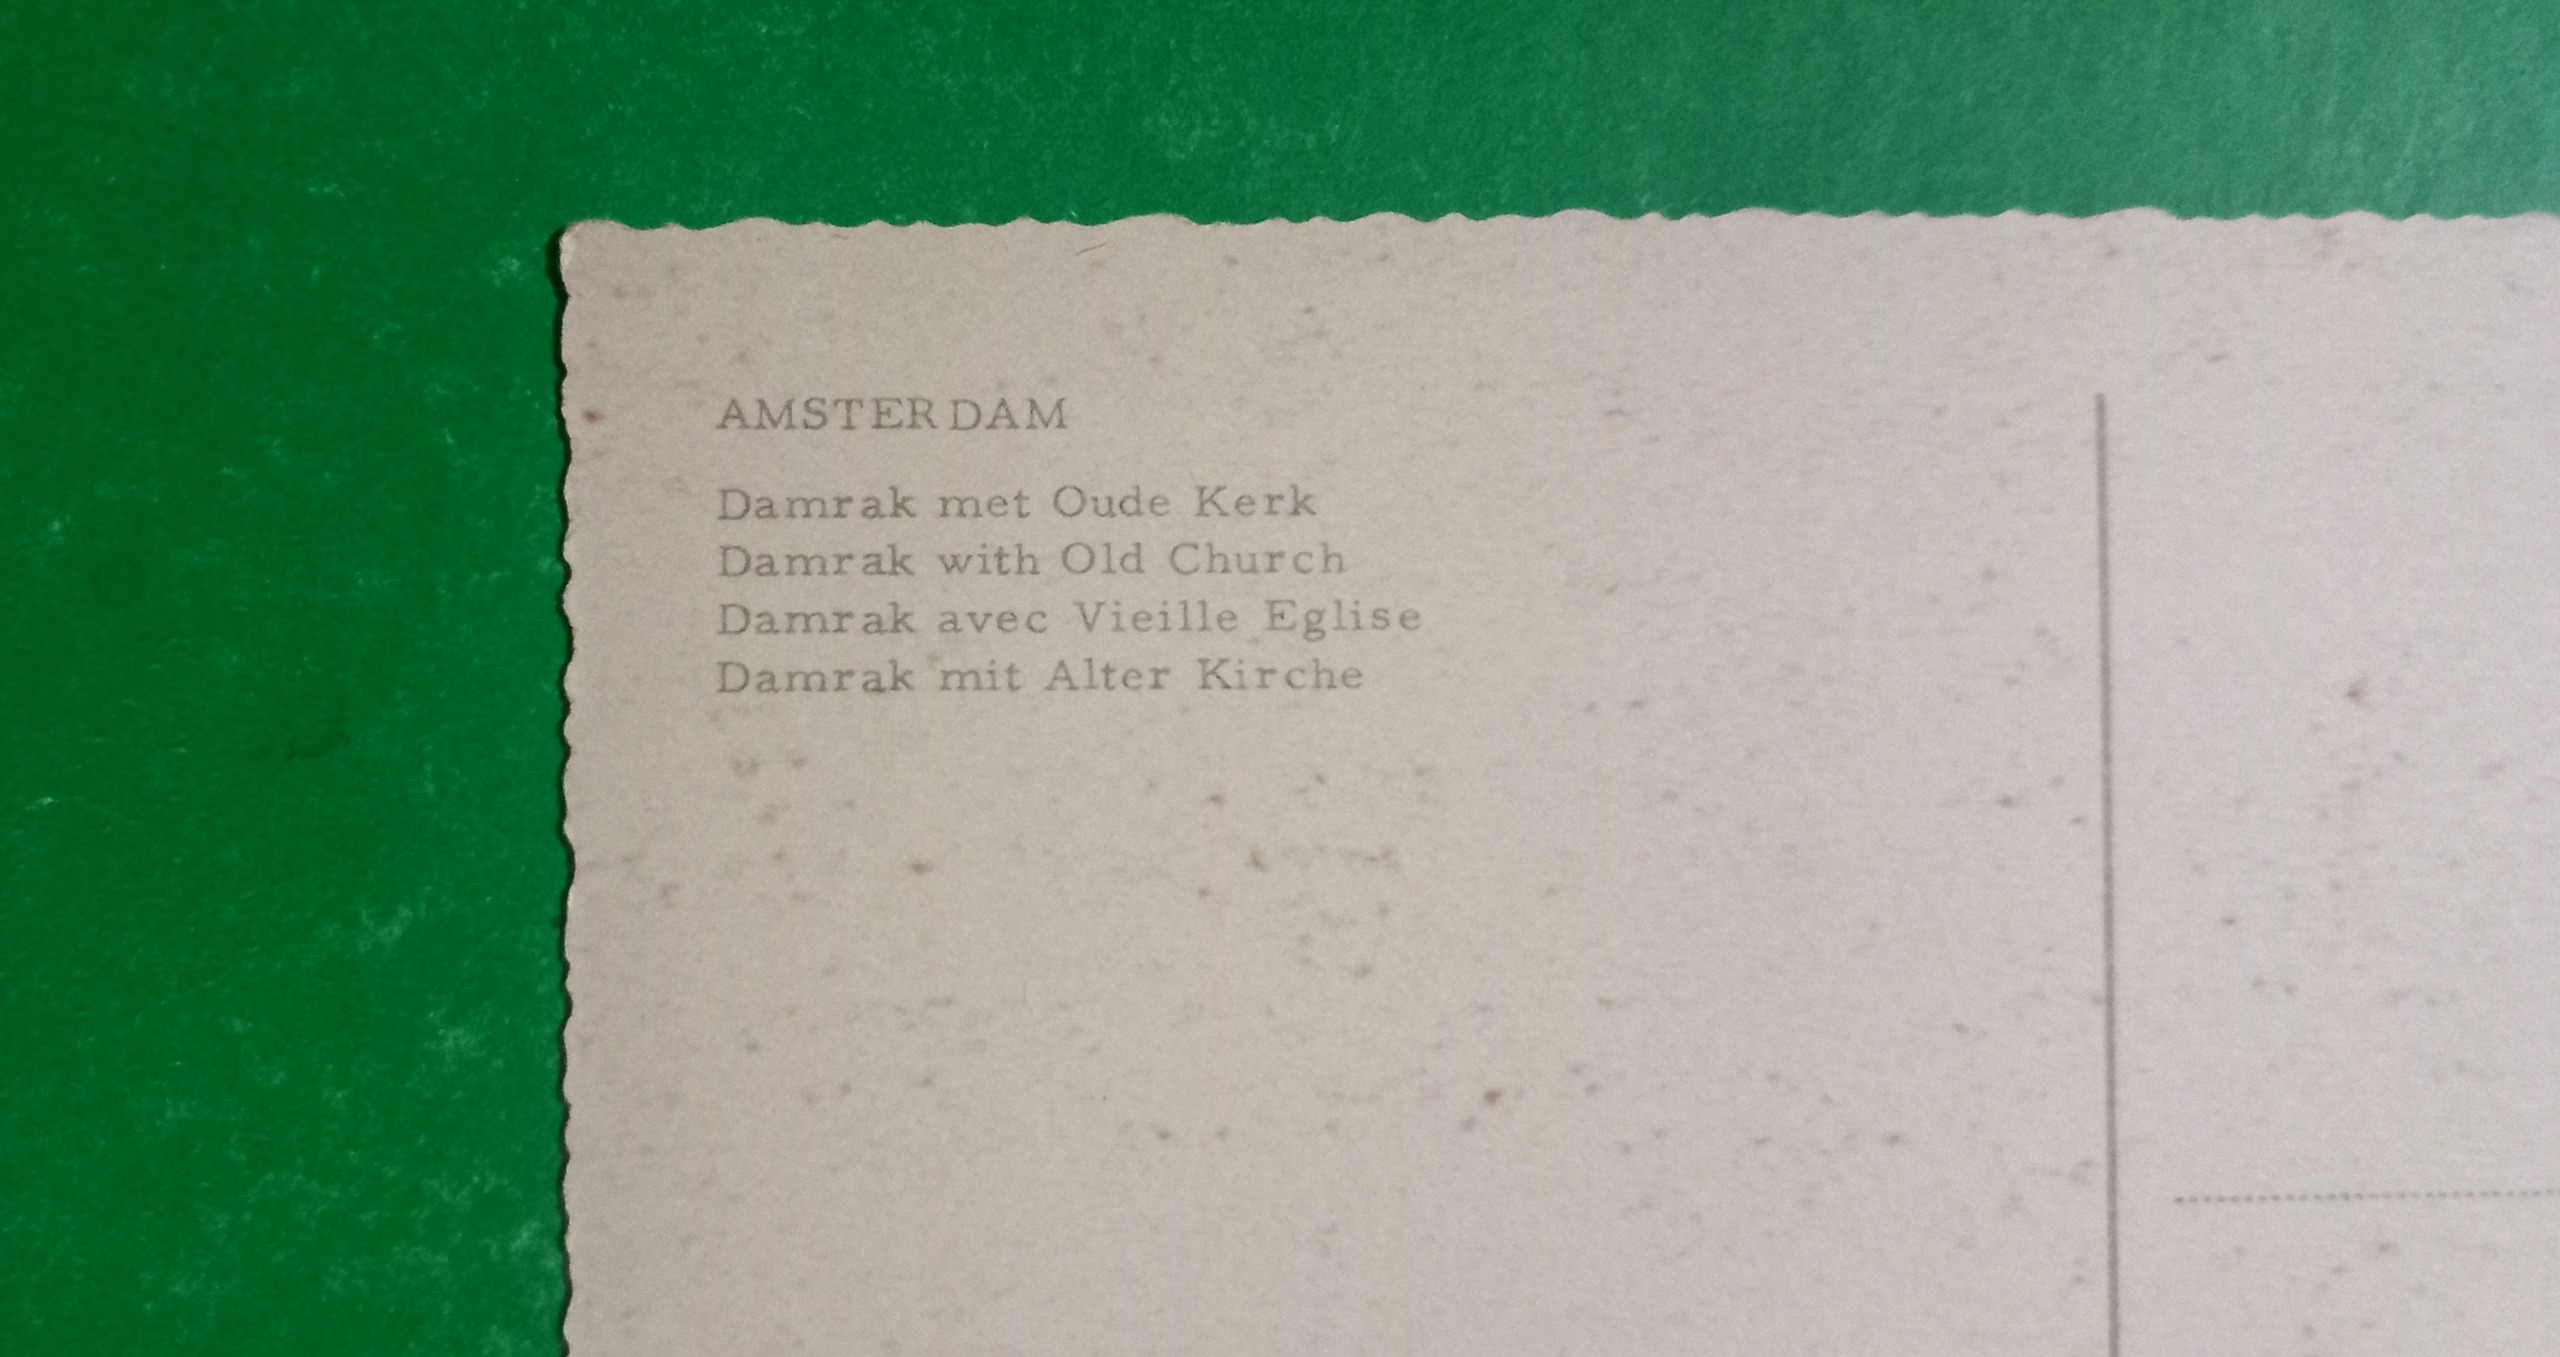 AMSTERDAM
Damrak met Oude Kerk
Damrak with Old Church
Damrak avec Vieille Eglise
Damrak mit Alter Kirche